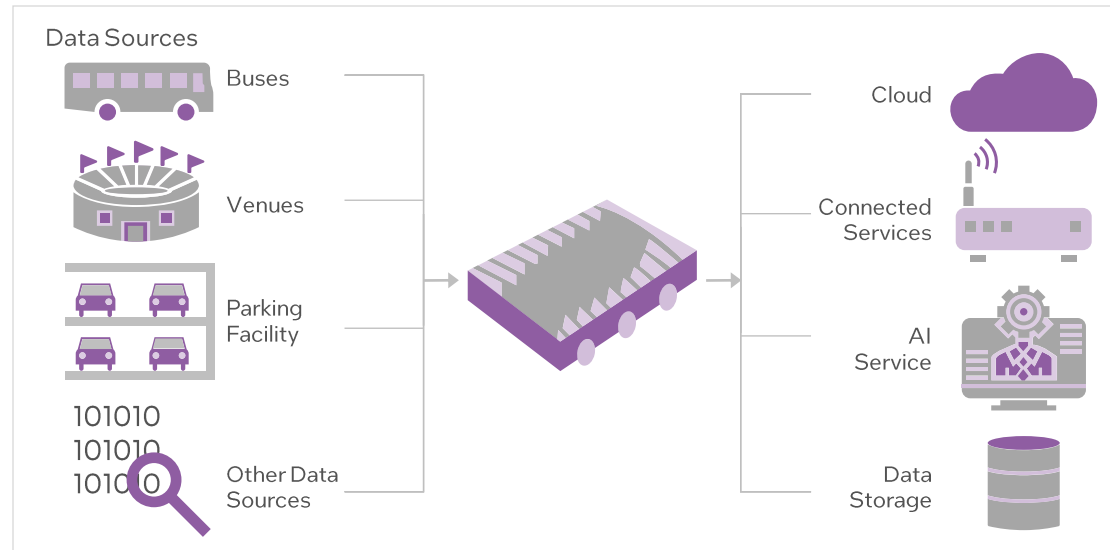 Data Sources
Buses
Venues
Parking
Facility
101010
101010
101010
Other Data
Sources
Cloud
Connected
Services
AI
Service
Data
Storage